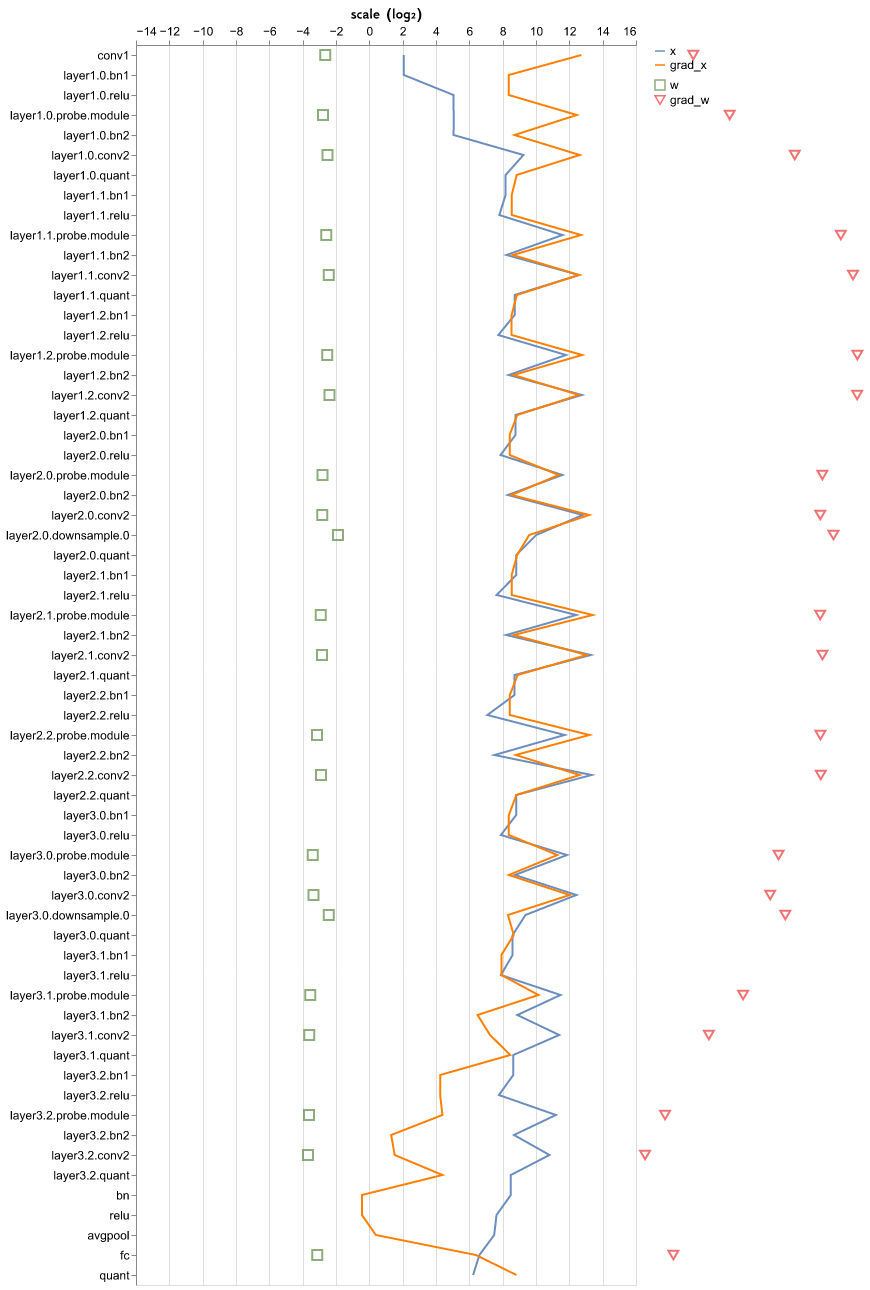 scale (log₂)
−14 −12 −10 −8 −6 −4 −2 0 2 4 6 8 10 12 14 16
x
grad_x
w
grad_w
conv1
layer1.0.bn1
layer1.0.relu
layer1.0.probe.module
layer1.0.bn2
layer1.0.conv2
layer1.0.quant
layer1.1.bn1
layer1.1.relu
layer1.1.probe.module
layer1.1.bn2
layer1.1.conv2
layer1.1.quant
layer1.2.bn1
layer1.2.relu
layer1.2.probe.module
layer1.2.bn2
layer1.2.conv2
layer1.2.quant
layer2.0.bn1
layer2.0.relu
layer2.0.probe.module
layer2.0.bn2
layer2.0.conv2
layer2.0.downsample.0
layer2.0.quant
layer2.1.bn1
layer2.1.relu
layer2.1.probe.module
layer2.1.bn2
layer2.1.conv2
layer2.1.quant
layer2.2.bn1
layer2.2.relu
layer2.2.probe.module
layer2.2.bn2
layer2.2.conv2
layer2.2.quant
layer3.0.bn1
layer3.0.relu
layer3.0.probe.module
layer3.0.bn2
layer3.0.conv2
layer3.0.downsample.0
layer3.0.quant
layer3.1.bn1
layer3.1.relu
layer3.1.probe.module
layer3.1.bn2
layer3.1.conv2
layer3.1.quant
layer3.2.bn1
layer3.2.relu
layer3.2.probe.module
layer3.2.bn2
layer3.2.conv2
layer3.2.quant
bn
relu
avgpool
fc
quant